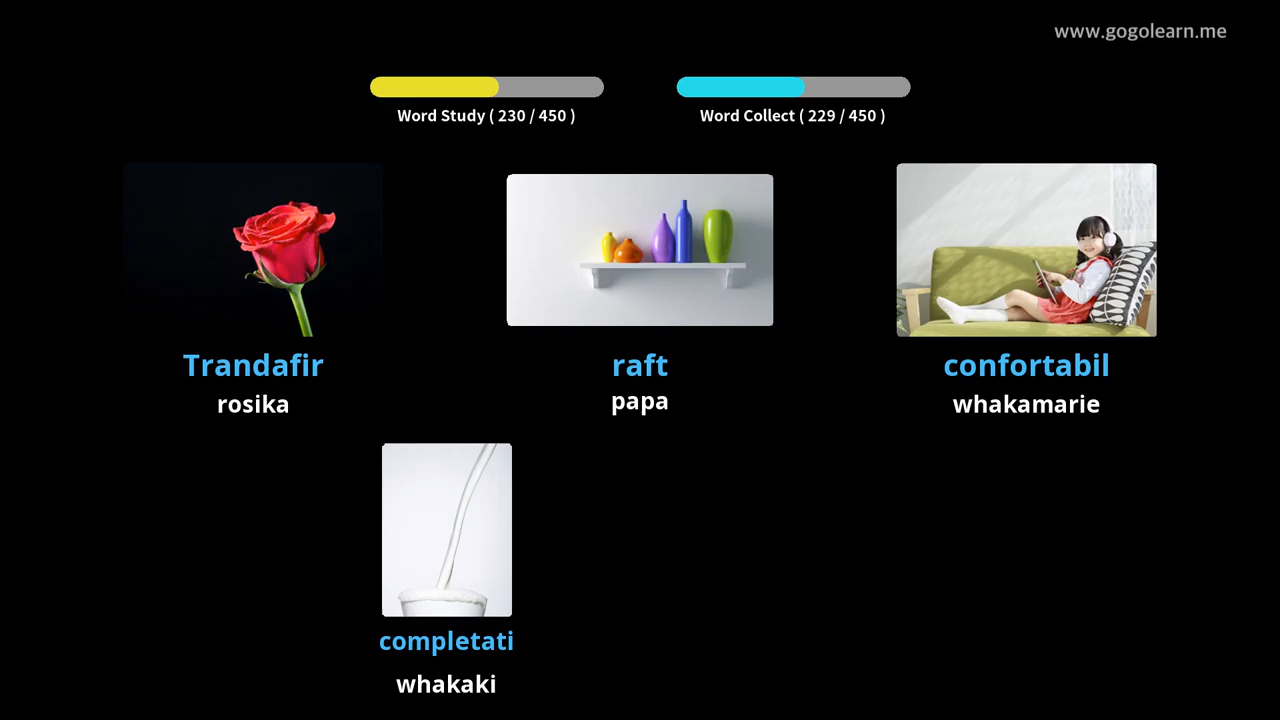 www.gogolearn.me
Word Study ( 230 / 450 )
Word Collect ( 229 / 450 )
Trandafir
raft
confortabil
rosika
papa
whakamarie
completati
whakaki